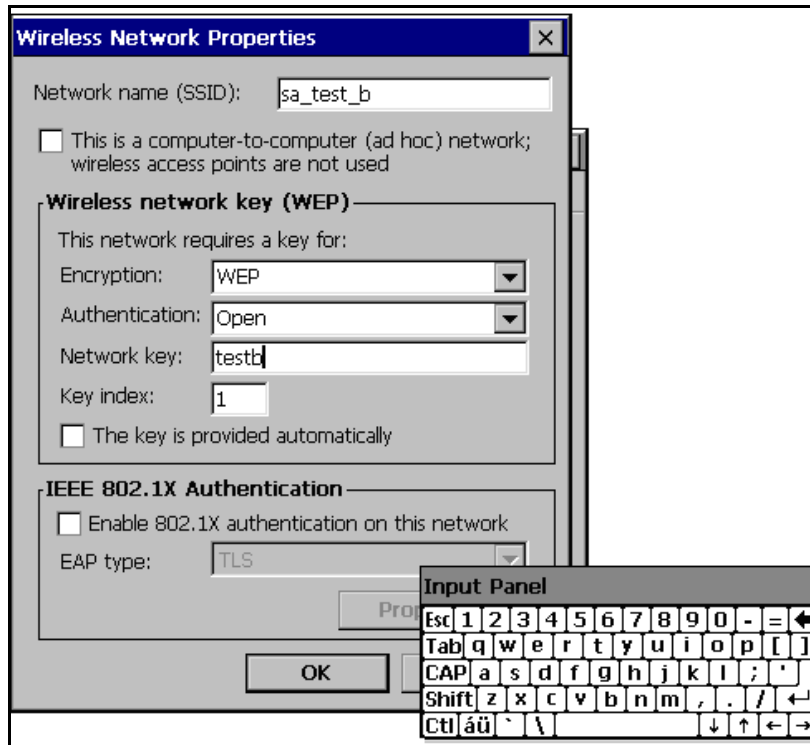 Wireless Network Properties
Network name (SSID): sa_test_b
This is a computer-to-computer (ad hoc) network;
wireless access points are not used
Wireless network key (WEP)
This network requires a key for:
Encryption: WEP
Authentication: Open
Network key: testb
Key index: 1
The key is provided automatically
IEEE 802.1X Authentication
Enable 802.1X authentication on this network
EAP type: TLS
Prop
OK
Input Panel
Esc 1 2 3 4 5 6 7 8 9 0 - = ←
Tab q w e r t y u i o p [ ]
CAP a s d f g h j k l ; '
Shift z x c v b n m , . / ↵
Ctl áü ` \ ↓ ↑ ← →